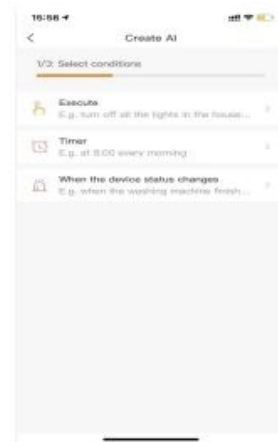 16:56
Create AI
1/3: Select conditions
Execute
E.g. turn off all the lights in the house...
Timer
E.g. at 8:00 every morning
When the device status changes
E.g. when the washing machine finish...